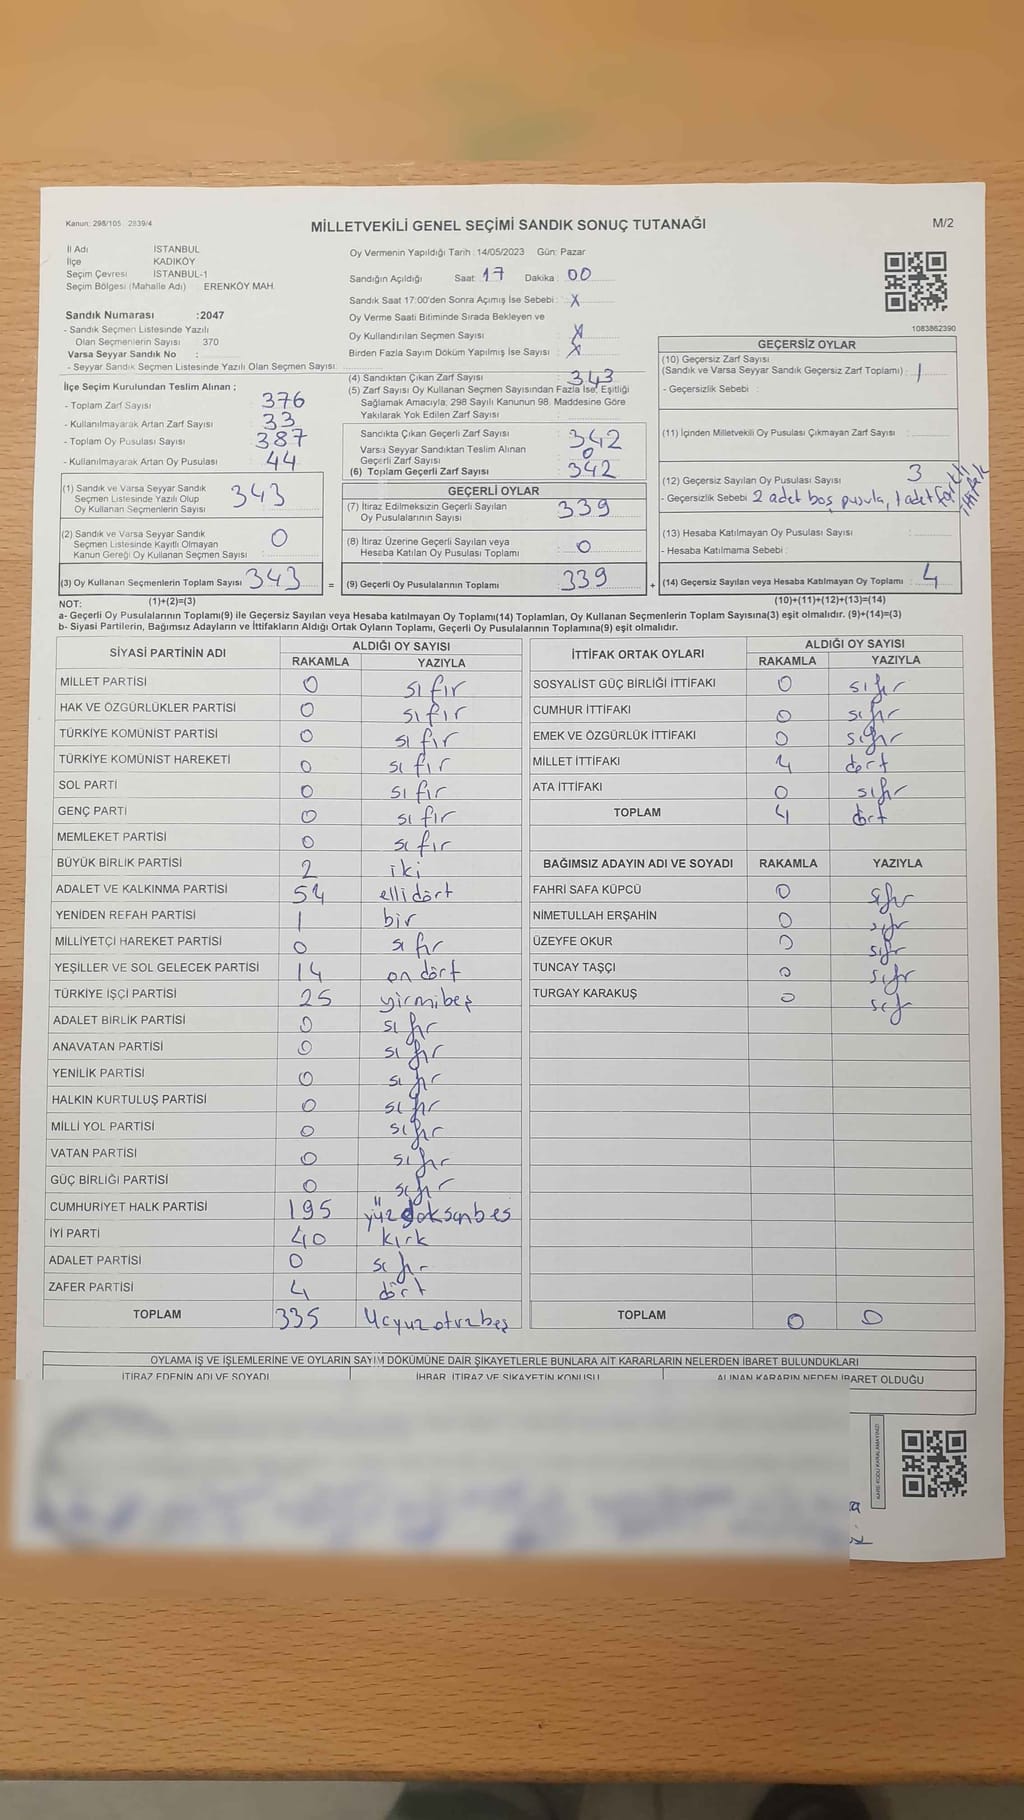 Kanun: 298/105 2839/4
MİLLETVEKİLİ GENEL SEÇİMİ SANDIK SONUÇ TUTANAĞI
M/2
İl Adı İSTANBUL
İlçe KADIKÖY
Seçim Çevresi İSTANBUL-1
Seçim Bölgesi (Mahalle Adı) ERENKÖY MAH.
Oy Vermenin Yapıldığı Tarih : 14/05/2023 Gün: Pazar
Sandığın Açıldığı Saat: 17 Dakika : 00
Sandık Saat 17:00'den Sonra Açımış İse Sebebi : X
Oy Verme Saati Bitiminde Sırada Bekleyen ve
Oy Kullandırılan Seçmen Sayısı X
Birden Fazla Sayım Döküm Yapılmış İse Sayısı : X
1083862390
Sandık Numarası :2047
- Sandık Seçmen Listesinde Yazılı
Olan Seçmenlerin Sayısı : 370
Varsa Seyyar Sandık No :
- Seyyar Sandık Seçmen Listesinde Yazılı Olan Seçmen Sayısı:
İlçe Seçim Kurulundan Teslim Alınan ;
- Toplam Zarf Sayısı 376
- Kullanılmayarak Artan Zarf Sayısı 33
- Toplam Oy Pusulası Sayısı 387
- Kullanılmayarak Artan Oy Pusulası 44
(4) Sandıktan Çıkan Zarf Sayısı 343
(5) Zarf Sayısı Oy Kullanan Seçmen Sayısından Fazla İse, Eşitliği
Sağlamak Amacıyla; 298 Sayılı Kanunun 98. Maddesine Göre
Yakılarak Yok Edilen Zarf Sayısı :
Sandıkta Çıkan Geçerli Zarf Sayısı 342
Varsa Seyyar Sandıktan Teslim Alınan
Geçerli Zarf Sayısı 0
(6) Toplam Geçerli Zarf Sayısı 342
GEÇERSİZ OYLAR
(10) Geçersiz Zarf Sayısı
(Sandık ve Varsa Seyyar Sandık Geçersiz Zarf Toplamı) : 1
- Geçersizlik Sebebi :
(11) İçinden Milletvekili Oy Pusulası Çıkmayan Zarf Sayısı :
(12) Geçersiz Sayılan Oy Pusulası Sayısı 3
- Geçersizlik Sebebi 2 adet boş pusula, 1 adet farklı ittifak
(13) Hesaba Katılmayan Oy Pusulası Sayısı :
- Hesaba Katılmama Sebebi :
(1) Sandık ve Varsa Seyyar Sandık
Seçmen Listesinde Yazılı Olup
Oy Kullanan Seçmenlerin Sayısı 343
(2) Sandık ve Varsa Seyyar Sandık
Seçmen Listesinde Kayıtlı Olmayan
Kanun Gereği Oy Kullanan Seçmen Sayısı : 0
GEÇERLİ OYLAR
(7) İtiraz Edilmeksizin Geçerli Sayılan
Oy Pusulalarının Sayısı 339
(8) İtiraz Üzerine Geçerli Sayılan veya
Hesaba Katılan Oy Pusulası Toplamı 0
(3) Oy Kullanan Seçmenlerin Toplam Sayısı : 343 = (9) Geçerli Oy Pusulalarının Toplamı 339 + (14) Geçersiz Sayılan veya Hesaba Katılmayan Oy Toplamı : 4
NOT: (1)+(2)=(3) (10)+(11)+(12)+(13)=(14)
a- Geçerli Oy Pusulalarının Toplamı(9) ile Geçersiz Sayılan veya Hesaba katılmayan Oy Toplamı(14) Toplamları, Oy Kullanan Seçmenlerin Toplam Sayısına(3) eşit olmalıdır. (9)+(14)=(3)
b- Siyasi Partilerin, Bağımsız Adayların ve İttifakların Aldığı Ortak Oyların Toplamı, Geçerli Oy Pusulalarının Toplamına(9) eşit olmalıdır.
SİYASİ PARTİNİN ADI ALDIĞI OY SAYISI
RAKAMLA YAZIYLA
MİLLET PARTİSİ 0 sıfır
HAK VE ÖZGÜRLÜKLER PARTİSİ 0 sıfır
TÜRKİYE KOMÜNİST PARTİSİ 0 sıfır
TÜRKİYE KOMÜNİST HAREKETİ 0 sıfır
SOL PARTİ 0 sıfır
GENÇ PARTİ 0 sıfır
MEMLEKET PARTİSİ 0 sıfır
BÜYÜK BİRLİK PARTİSİ 2 iki
ADALET VE KALKINMA PARTİSİ 54 ellidört
YENİDEN REFAH PARTİSİ 1 bir
MİLLİYETÇİ HAREKET PARTİSİ 0 sıfır
YEŞİLLER VE SOL GELECEK PARTİSİ 14 on dört
TÜRKİYE İŞÇİ PARTİSİ 25 yirmibeş
ADALET BİRLİK PARTİSİ 0 sıfır
ANAVATAN PARTİSİ 0 sıfır
YENİLİK PARTİSİ 0 sıfır
HALKIN KURTULUŞ PARTİSİ 0 sıfır
MİLLİ YOL PARTİSİ 0 sıfır
VATAN PARTİSİ 0 sıfır
GÜÇ BİRLİĞİ PARTİSİ 0 sıfır
CUMHURİYET HALK PARTİSİ 195 yüzdoksanbes
İYİ PARTİ 40 kırk
ADALET PARTİSİ 0 sıfır
ZAFER PARTİSİ 4 dört
TOPLAM 335 Ucyuzotuzbeş
İTTİFAK ORTAK OYLARI ALDIĞI OY SAYISI
RAKAMLA YAZIYLA
SOSYALİST GÜÇ BİRLİĞİ İTTİFAKI 0 sıfır
CUMHUR İTTİFAKI 0 sıfır
EMEK VE ÖZGÜRLÜK İTTİFAKI 0 sıfır
MİLLET İTTİFAKI 4 dört
ATA İTTİFAKI 0 sıfır
TOPLAM 4 dört
BAĞIMSIZ ADAYIN ADI VE SOYADI RAKAMLA YAZIYLA
FAHRİ SAFA KÜPCÜ 0 sıfır
NİMETULLAH ERŞAHİN 0 sıfır
ÜZEYFE OKUR 0 sıfır
TUNCAY TAŞÇI 0 sıfır
TURGAY KARAKUŞ 0 sıfır
TOPLAM 0 0
OYLAMA İŞ VE İŞLEMLERİNE VE OYLARIN SAYIM DÖKÜMÜNE DAİR ŞİKAYETLERLE BUNLARA AİT KARARLARIN NELERDEN İBARET BULUNDUKLARI
İTİRAZ EDENİN ADI VE SOYADI İHBAR, İTİRAZ VE ŞİKAYETİN KONUSU ALINAN KARARIN NEDEN İBARET OLDUĞU
KARE KODU KARALAMAYINIZ!